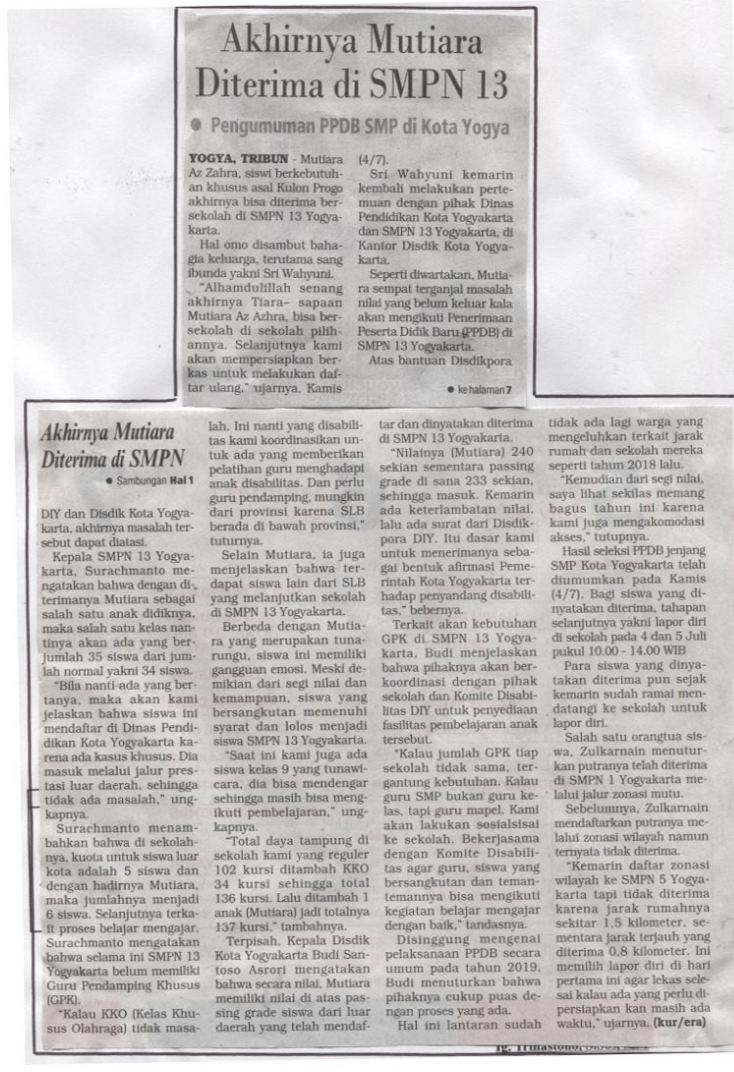 Akhirnya Mutiara
Diterima di SMPN 13
● Pengumuman PPDB SMP di Kota Yogya
YOGYA, TRIBUN - Mutiara
Az Zahra, siswi berkebutuh-
an khusus asal Kulon Progo
akhirnya bisa diterima ber-
sekolah di SMPN 13 Yogya-
karta.
Hal omo disambut baha-
gia keluarga, terutama sang
ibunda yakni Sri Wahyuni.
"Alhamdulillah senang
akhirnya Tiara– sapaan
Mutiara Az Azhra, bisa ber-
sekolah di sekolah pilih-
annya. Selanjutnya kami
akan mempersiapkan ber-
kas untuk melakukan daf-
tar ulang," ujarnya, Kamis
(4/7).
Sri Wahyuni kemarin
kembali melakukan perte-
muan dengan pihak Dinas
Pendidikan Kota Yogyakarta
dan SMPN 13 Yogyakarta, di
Kantor Disdik Kota Yogya-
karta.
Seperti diwartakan, Mutia-
ra sempat terganjal masalah
nilai yang belum keluar kala
akan mengikuti Penerimaan
Peserta Didik Baru (PPDB) di
SMPN 13 Yogyakarta.
Atas bantuan Disdikpora
● ke halaman 7
Akhirnya Mutiara
Diterima di SMPN
● Sambungan Hal 1
DIY dan Disdik Kota Yogya-
karta, akhirnya masalah ter-
sebut dapat diatasi.
Kepala SMPN 13 Yogya-
karta, Surachmanto me-
ngatakan bahwa dengan di-
terimanya Mutiara sebagai
salah satu anak didiknya,
maka salah satu kelas nan-
tinya akan ada yang ber-
jumlah 35 siswa dari jum-
lah normal yakni 34 siswa.
"Bila nanti ada yang ber-
tanya, maka akan kami
jelaskan bahwa siswa ini
mendaftar di Dinas Pendi-
dikan Kota Yogyakarta ka-
rena ada kasus khusus. Dia
masuk melalui jalur pres-
tasi luar daerah, sehingga
tidak ada masalah," ung-
kapnya.
Surachmanto menam-
bahkan bahwa di sekolah-
nya, kuota untuk siswa luar
kota adalah 5 siswa dan
dengan hadirnya Mutiara,
maka jumlahnya menjadi
6 siswa. Selanjutnya terka-
it proses belajar mengajar,
Surachmanto mengatakan
bahwa selama ini SMPN 13
Yogyakarta belum memiliki
Guru Pendamping Khusus
(GPK).
"Kalau KKO (Kelas Khu-
sus Olahraga) tidak masa-
lah. Ini nanti yang disabili-
tas kami koordinasikan un-
tuk ada yang memberikan
pelatihan guru menghadapi
anak disabilitas. Dan perlu
guru pendamping, mungkin
dari provinsi karena SLB
berada di bawah provinsi,"
tuturnya.
Selain Mutiara, ia juga
menjelaskan bahwa ter-
dapat siswa lain dari SLB
yang melanjutkan sekolah
di SMPN 13 Yogyakarta.
Berbeda dengan Mutia-
ra yang merupakan tuna-
rungu, siswa ini memiliki
gangguan emosi. Meski de-
mikian dari segi nilai dan
kemampuan, siswa yang
bersangkutan memenuhi
syarat dan lolos menjadi
siswa SMPN 13 Yogyakarta.
"Saat ini kami juga ada
siswa kelas 9 yang tunawi-
cara, dia bisa mendengar
sehingga masih bisa meng-
ikuti pembelajaran," ung-
kapnya.
"Total daya tampung di
sekolah kami yang reguler
102 kursi ditambah KKO
34 kursi sehingga total
136 kursi. Lalu ditambah 1
anak (Mutiara) jadi totalnya
137 kursi," tambahnya.
Terpisah, Kepala Disdik
Kota Yogyakarta Budi San-
toso Asrori mengatakan
bahwa secara nilai, Mutiara
memiliki nilai di atas pas-
sing grade siswa dari luar
daerah yang telah mendaf-
tar dan dinyatakan diterima
di SMPN 13 Yogyakarta.
"Nilainya (Mutiara) 240
sekian sementara passing
grade di sana 233 sekian,
sehingga masuk. Kemarin
ada keterlambatan nilai,
lalu ada surat dari Disdik-
pora DIY. Itu dasar kami
untuk menerimanya seba-
gai bentuk afirmasi Peme-
rintah Kota Yogyakarta ter-
hadap penyandang disabili-
tas," bebernya.
Terkait akan kebutuhan
GPK di SMPN 13 Yogya-
karta, Budi menjelaskan
bahwa pihaknya akan ber-
koordinasi dengan pihak
sekolah dan Komite Disabi-
litas DIY untuk penyediaan
fasilitas pembelajaran anak
tersebut.
"Kalau jumlah GPK tiap
sekolah tidak sama, ter-
gantung kebutuhan. Kalau
guru SMP bukan guru ke-
las, tapi guru mapel. Kami
akan lakukan sosialsisai
ke sekolah. Bekerjasama
dengan Komite Disabili-
tas agar guru, siswa yang
bersangkutan dan teman-
temannya bisa mengikuti
kegiatan belajar mengajar
dengan baik," tandasnya.
Disinggung mengenai
pelaksanaan PPDB secara
umum pada tahun 2019,
Budi menuturkan bahwa
pihaknya cukup puas de-
ngan proses yang ada.
Hal ini lantaran sudah
tidak ada lagi warga yang
mengeluhkan terkait jarak
rumah dan sekolah mereka
seperti tahun 2018 lalu.
"Kemudian dari segi nilai,
saya lihat sekilas memang
bagus tahun ini karena
kami juga mengakomodasi
akses," tutupnya.
Hasil seleksi PPDB jenjang
SMP Kota Yogyakarta telah
diumumkan pada Kamis
(4/7). Bagi siswa yang di-
nyatakan diterima, tahapan
selanjutnya yakni lapor diri
di sekolah pada 4 dan 5 Juli
pukul 10.00 - 14.00 WIB
Para siswa yang dinya-
takan diterima pun sejak
kemarin sudah ramai men-
datangi ke sekolah untuk
lapor diri.
Salah satu orangtua sis-
wa, Zulkarnain menutur-
kan putranya telah diterima
di SMPN 1 Yogyakarta me-
lalui jalur zonasi mutu.
Sebelumnya, Zulkarnain
mendaftarkan putranya me-
lalui zonasi wilayah namun
ternyata tidak diterima.
"Kemarin daftar zonasi
wilayah ke SMPN 5 Yogya-
karta tapi tidak diterima
karena jarak rumahnya
sekitar 1,5 kilometer, se-
mentara jarak terjauh yang
diterima 0,8 kilometer. Ini
memilih lapor diri di hari
pertama ini agar lekas sele-
sai kalau ada yang perlu di-
persiapkan kan masih ada
waktu," ujarnya. (kur/era)